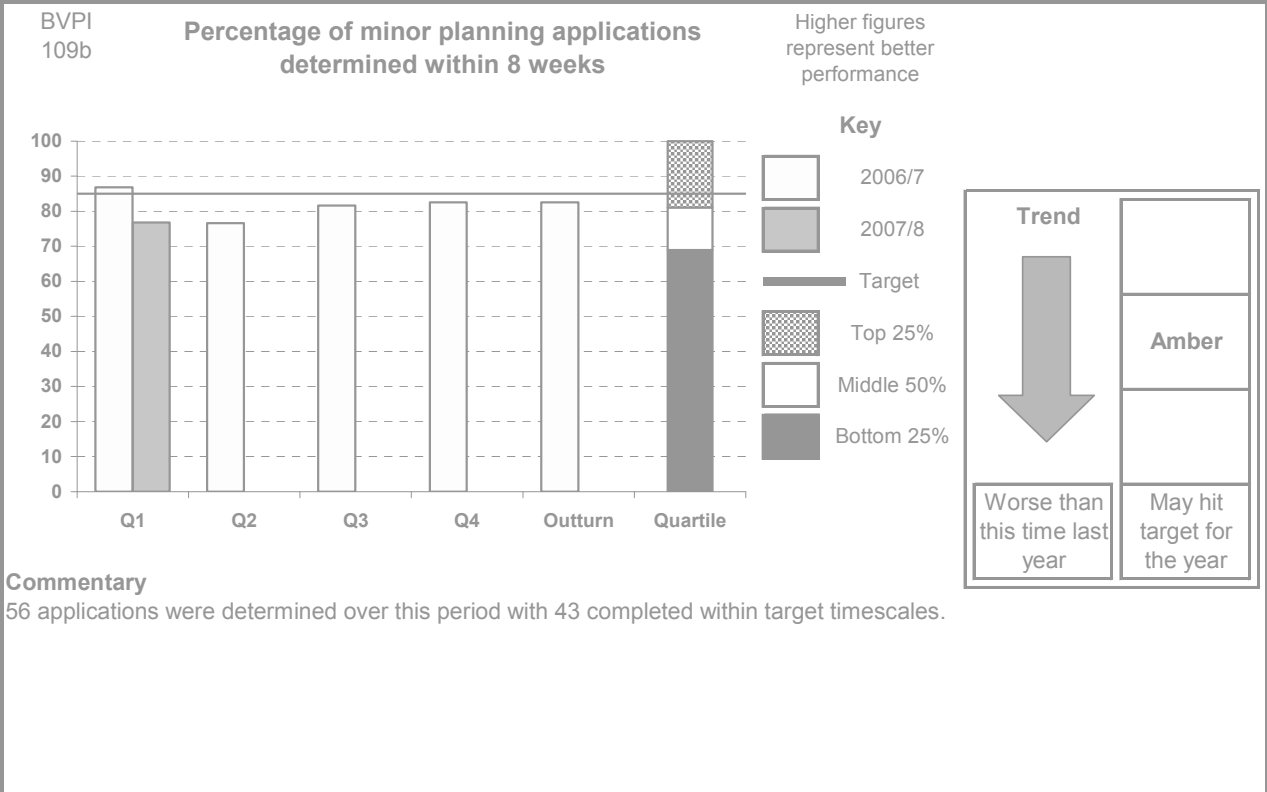 BVPI
109b
Percentage of minor planning applications
determined within 8 weeks
Higher figures
represent better
performance
100
90
80
70
60
50
40
30
20
10
0
Q1
Q2
Q3
Q4
Outturn
Quartile
Key
2006/7
2007/8
Target
Top 25%
Middle 50%
Bottom 25%
Trend
Amber
Worse than
this time last
year
May hit
target for
the year
Commentary
56 applications were determined over this period with 43 completed within target timescales.